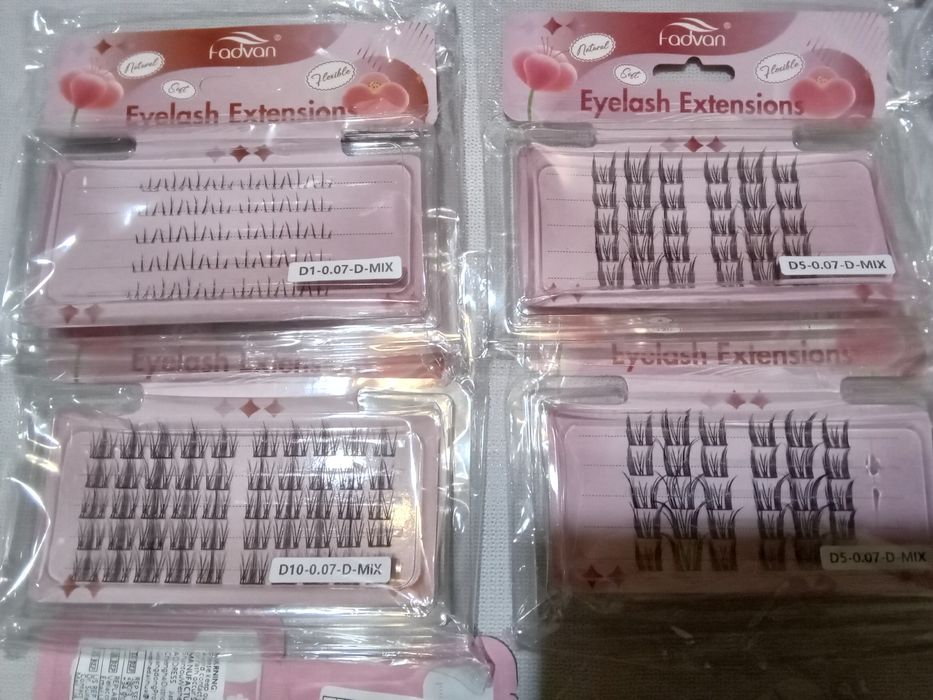 Fadvan®
Natural
Soft
Flexible
Eyelash Extensions
D1-0.07-D-MIX
Fadvan®
Natural
Soft
Flexible
Eyelash Extensions
D5-0.07-D-MIX
Eyelash Extensions
D10-0.07-D-MIX
Eyelash Extensions
D5-0.07-D-MIX
WARNING